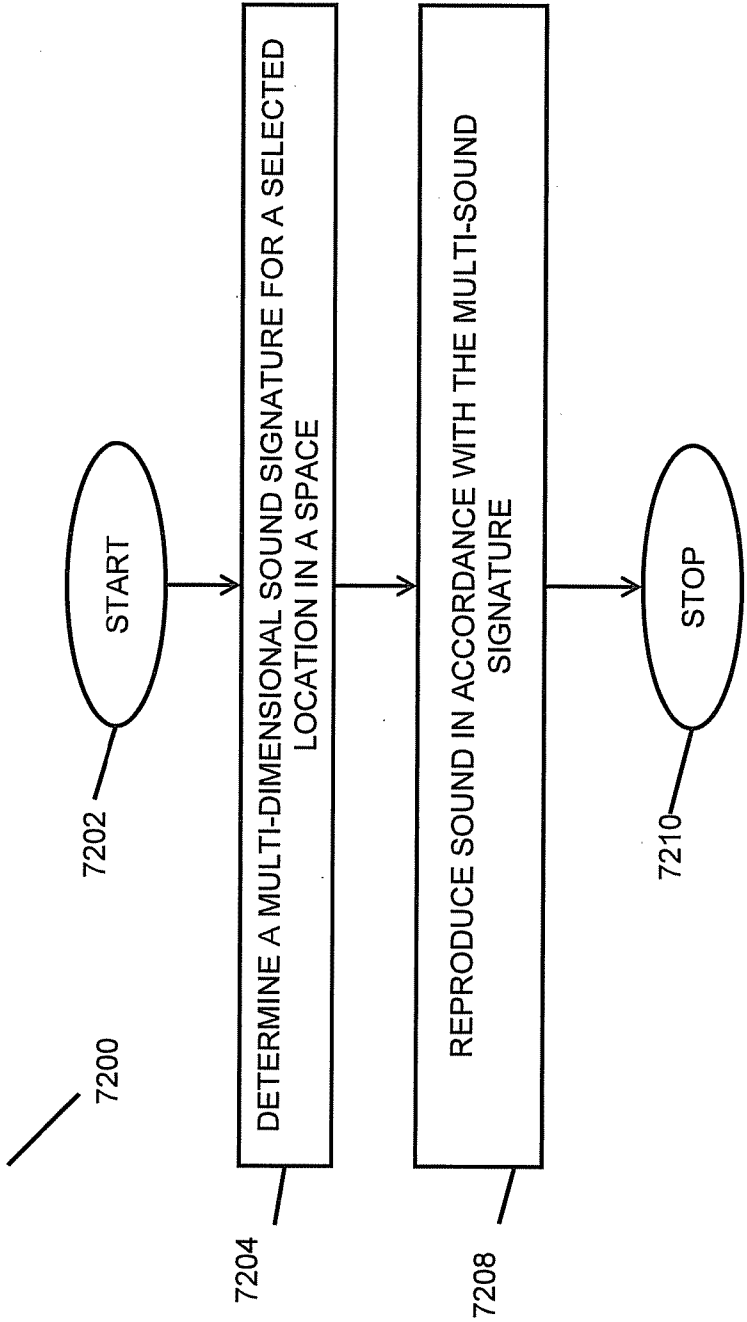 7200
7202
START
7204
DETERMINE A MULTI-DIMENSIONAL SOUND SIGNATURE FOR A SELECTED
LOCATION IN A SPACE
7208
REPRODUCE SOUND IN ACCORDANCE WITH THE MULTI-SOUND
SIGNATURE
7210
STOP